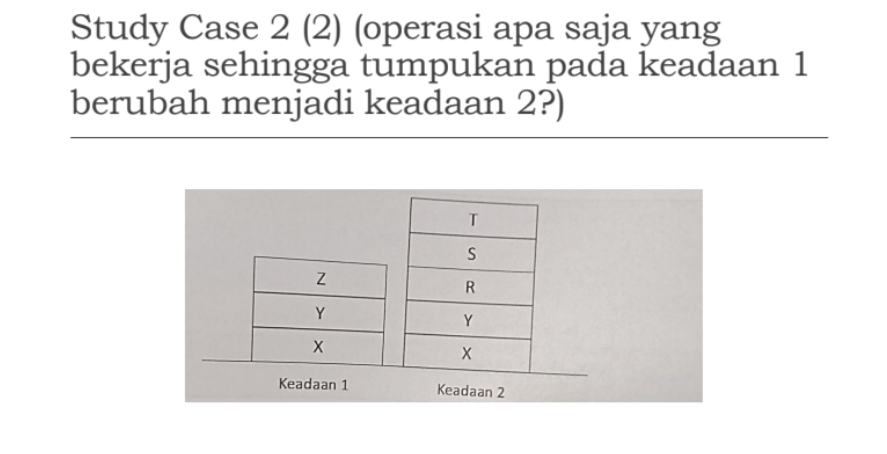 Study Case 2 (2) (operasi apa saja yang
bekerja sehingga tumpukan pada keadaan 1
berubah menjadi keadaan 2?)
T
S
R
Y
X
Z
Y
X
Keadaan 1
Keadaan 2